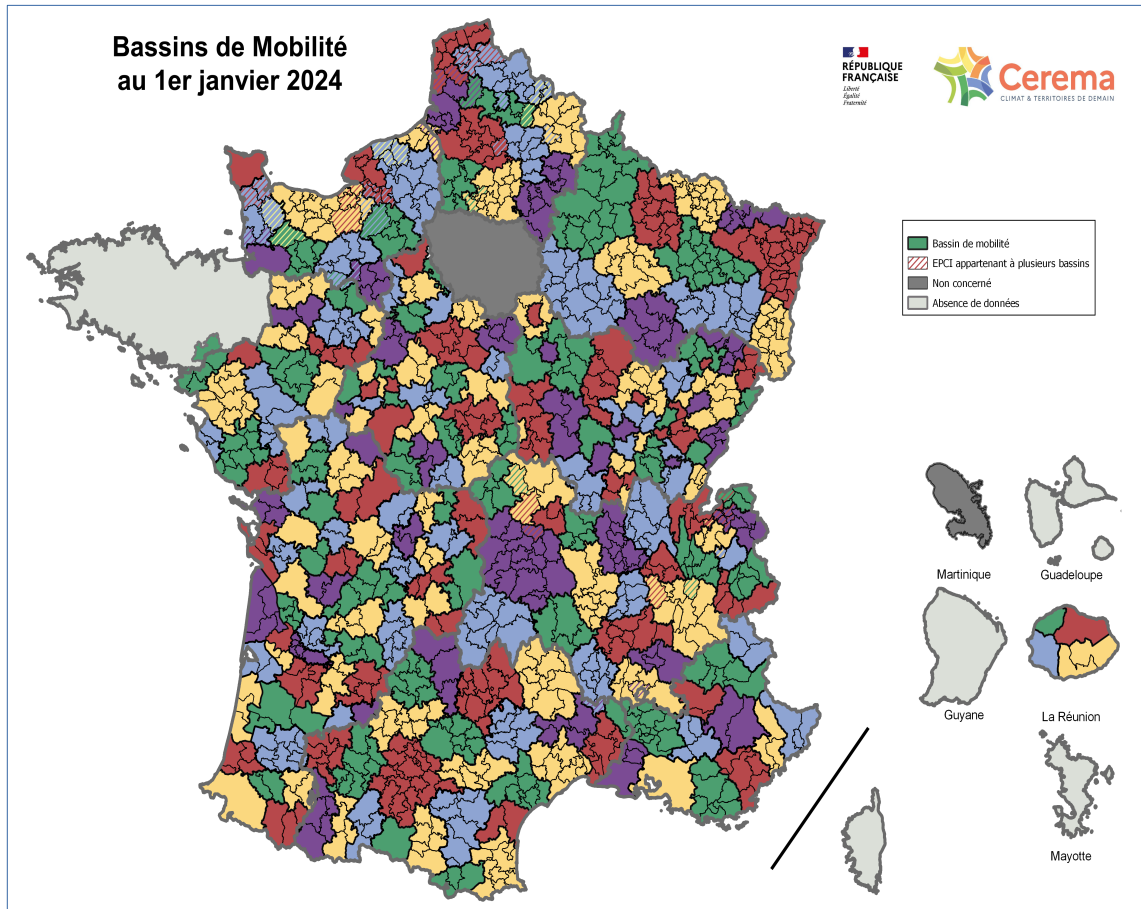 Bassins de Mobilité
au 1er janvier 2024
RÉPUBLIQUE
FRANÇAISE
Liberté
Égalité
Fraternité
Cerema
CLIMAT & TERRITOIRES DE DEMAIN
Bassin de mobilité
EPCI appartenant à plusieurs bassins
Non concerné
Absence de données
Martinique
Guadeloupe
Guyane
La Réunion
Mayotte